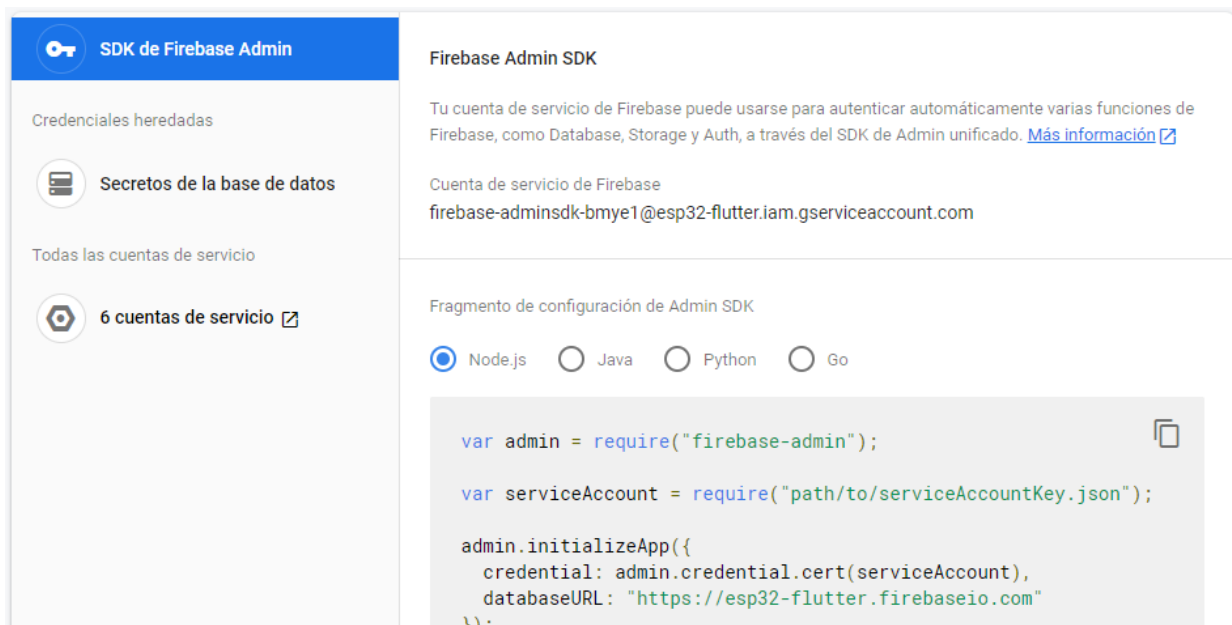 SDK de Firebase Admin
Credenciales heredadas
Secretos de la base de datos
Todas las cuentas de servicio
6 cuentas de servicio
Firebase Admin SDK
Tu cuenta de servicio de Firebase puede usarse para autenticar automáticamente varias funciones de
Firebase, como Database, Storage y Auth, a través del SDK de Admin unificado. Más información
Cuenta de servicio de Firebase
firebase-adminsdk-bmye1@esp32-flutter.iam.gserviceaccount.com
Fragmento de configuración de Admin SDK
Node.js Java Python Go
var admin = require("firebase-admin");
var serviceAccount = require("path/to/serviceAccountKey.json");
admin.initializeApp({
  credential: admin.credential.cert(serviceAccount),
  databaseURL: "https://esp32-flutter.firebaseio.com"
});